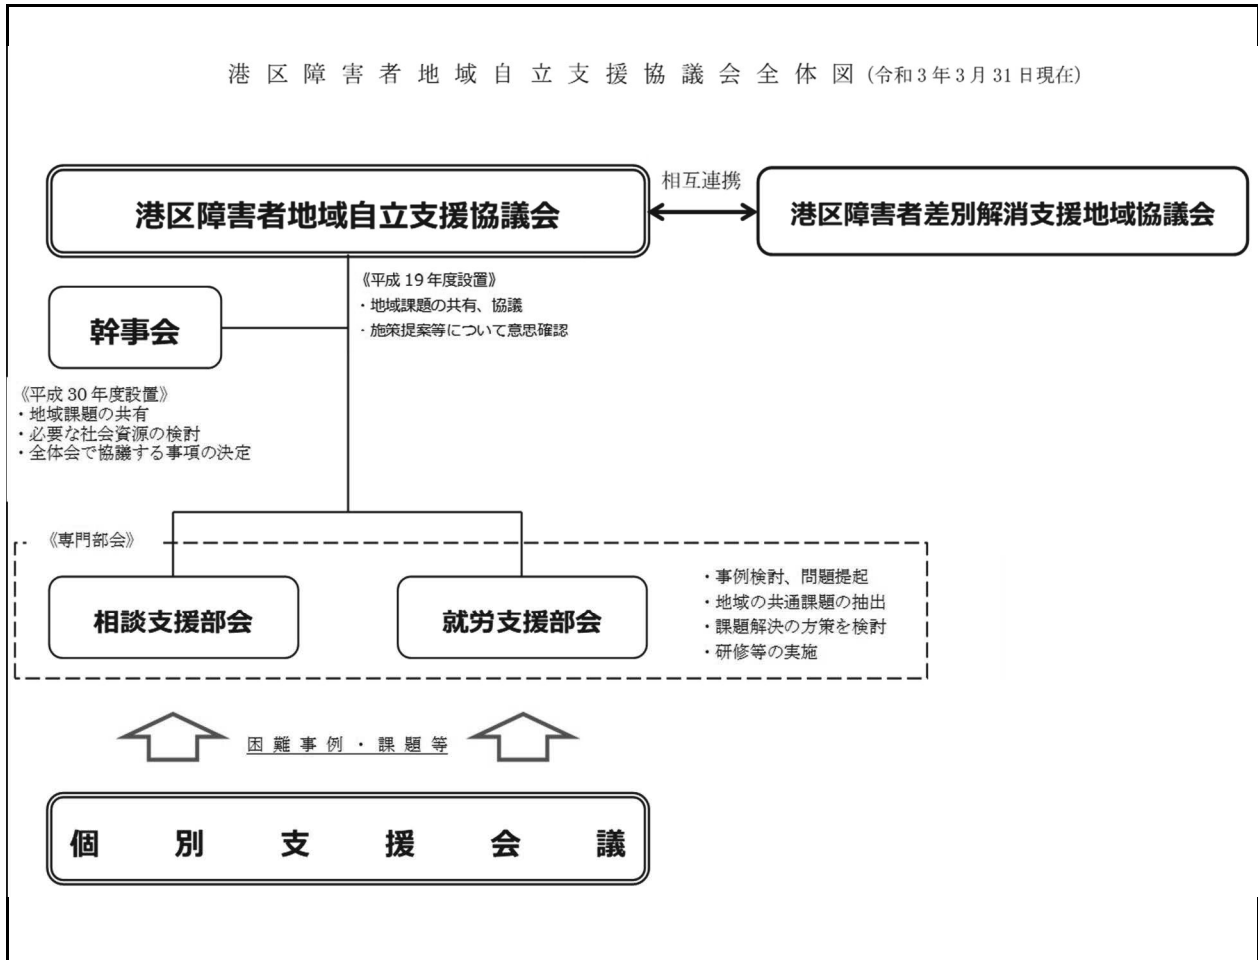 港区障害者地域自立支援協議会全体図(令和3年3月31日現在)
港区障害者地域自立支援協議会
相互連携
港区障害者差別解消支援地域協議会
《平成19年度設置》
・地域課題の共有、協議
・施策提案等について意思確認
幹事会
《平成30年度設置》
・地域課題の共有
・必要な社会資源の検討
・全体会で協議する事項の決定
《専門部会》
相談支援部会
就労支援部会
・事例検討、問題提起
・地域の共通課題の抽出
・課題解決の方策を検討
・研修等の実施
困難事例・課題等
個別支援会議